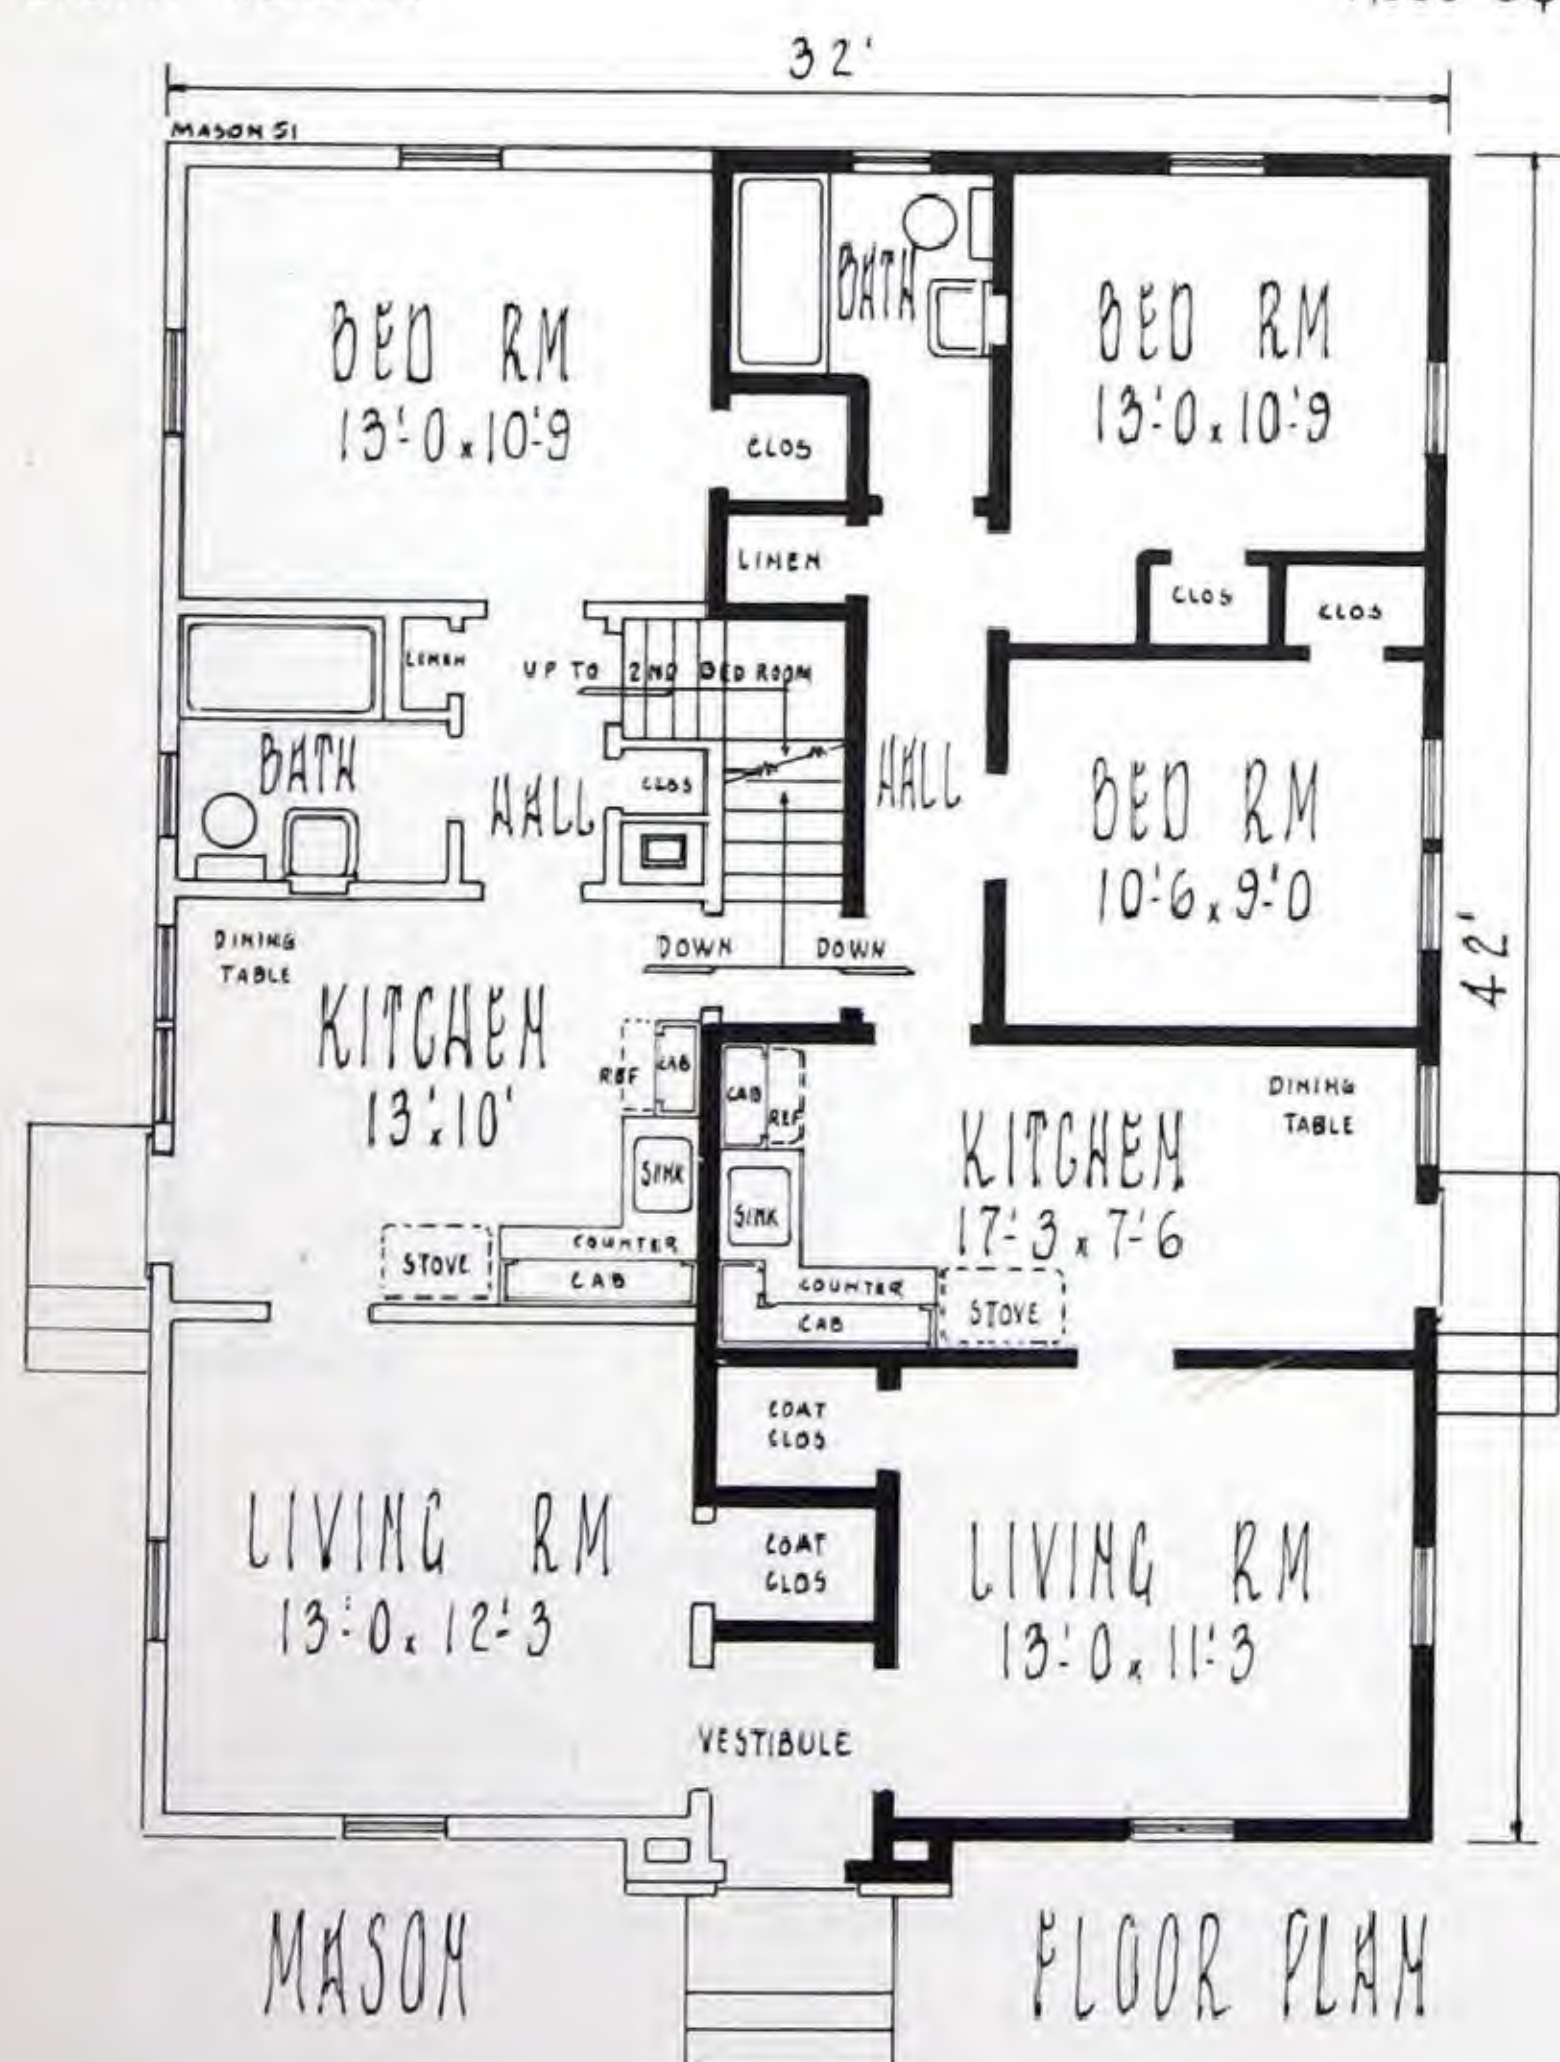 32'
MASON 51
BED RM
13'-0 x 10'-9
BATH
BED RM
13'-0 x 10'-9
CLOS
LINEN
CLOS
CLOS
LINEN
UP TO 2ND BED ROOM
BATH
HALL
CLOS
HALL
BED RM
10'-6 x 9'-0
42'
DINING
TABLE
DOWN
DOWN
KITCHEN
13' x 10'
REF
CAB
CAB
REF
DINING
TABLE
KITCHEN
17'-3 x 7'-6
SINK
SINK
STOVE
COUNTER
CAB
COUNTER
CAB
STOVE
COAT
CLOS
COAT
CLOS
LIVING RM
13'-0 x 12'-3
LIVING RM
13'-0 x 11'-3
VESTIBULE
MASON
FLOOR PLAN